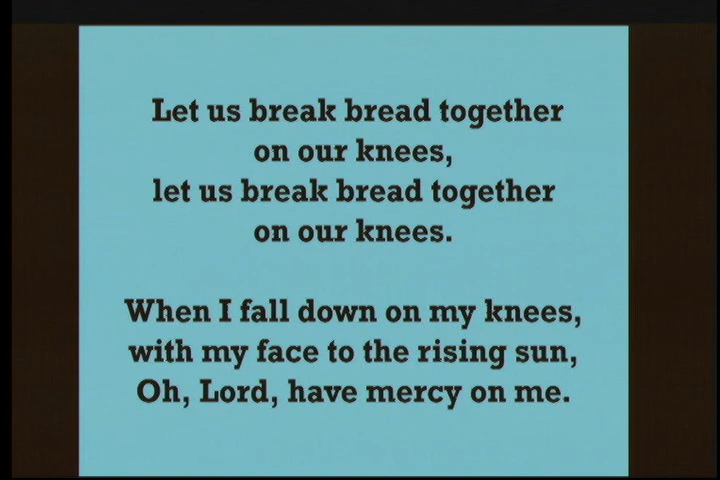 Let us break bread together
on our knees,
let us break bread together
on our knees.
When I fall down on my knees,
with my face to the rising sun,
Oh, Lord, have mercy on me.